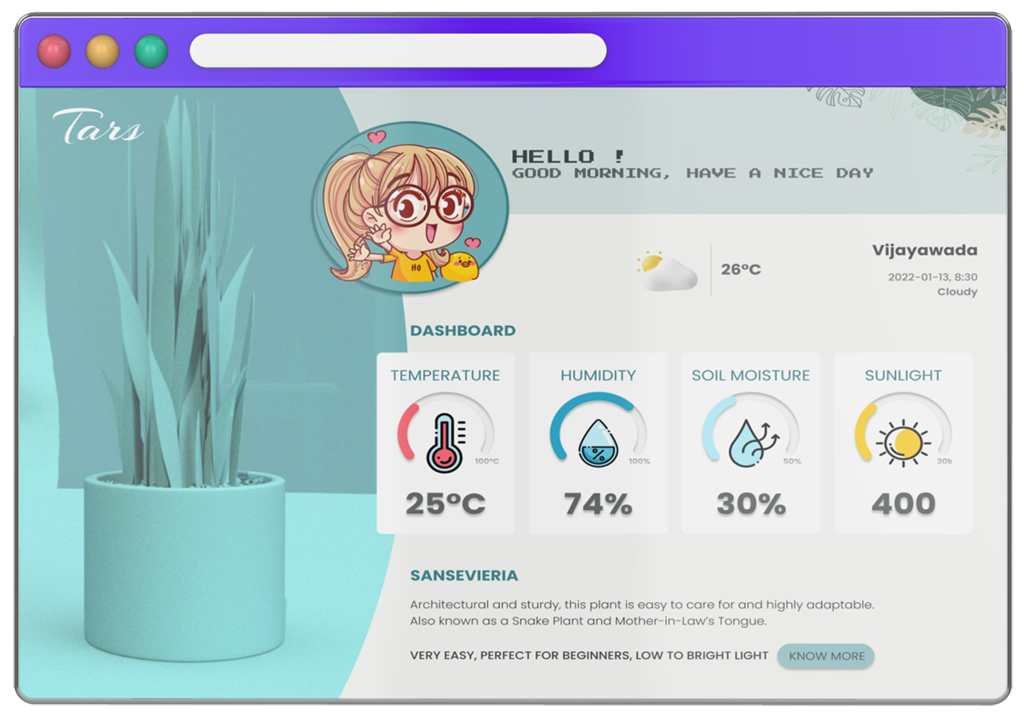 Tars
HELLO !
GOOD MORNING, HAVE A NICE DAY
HO
26°C
Vijayawada
2022-01-13, 8:30
Cloudy
DASHBOARD
TEMPERATURE
100°C
25°C
HUMIDITY
%
100%
74%
SOIL MOISTURE
50%
30%
SUNLIGHT
30k
400
SANSEVIERIA
Architectural and sturdy, this plant is easy to care for and highly adaptable.
Also known as a Snake Plant and Mother-in-Law's Tongue.
VERY EASY, PERFECT FOR BEGINNERS, LOW TO BRIGHT LIGHT
KNOW MORE